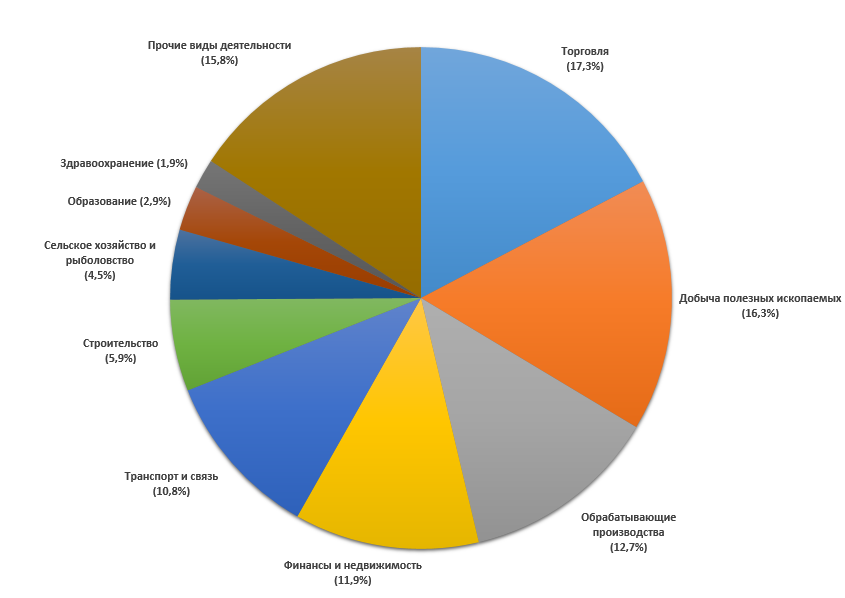 Торговля
(17,3%)
Добыча полезных ископаемых
(16,3%)
Обрабатывающие
производства
(12,7%)
Финансы и недвижимость
(11,9%)
Транспорт и связь
(10,8%)
Строительство
(5,9%)
Сельское хозяйство и
рыболовство
(4,5%)
Образование (2,9%)
Здравоохранение (1,9%)
Прочие виды деятельности
(15,8%)